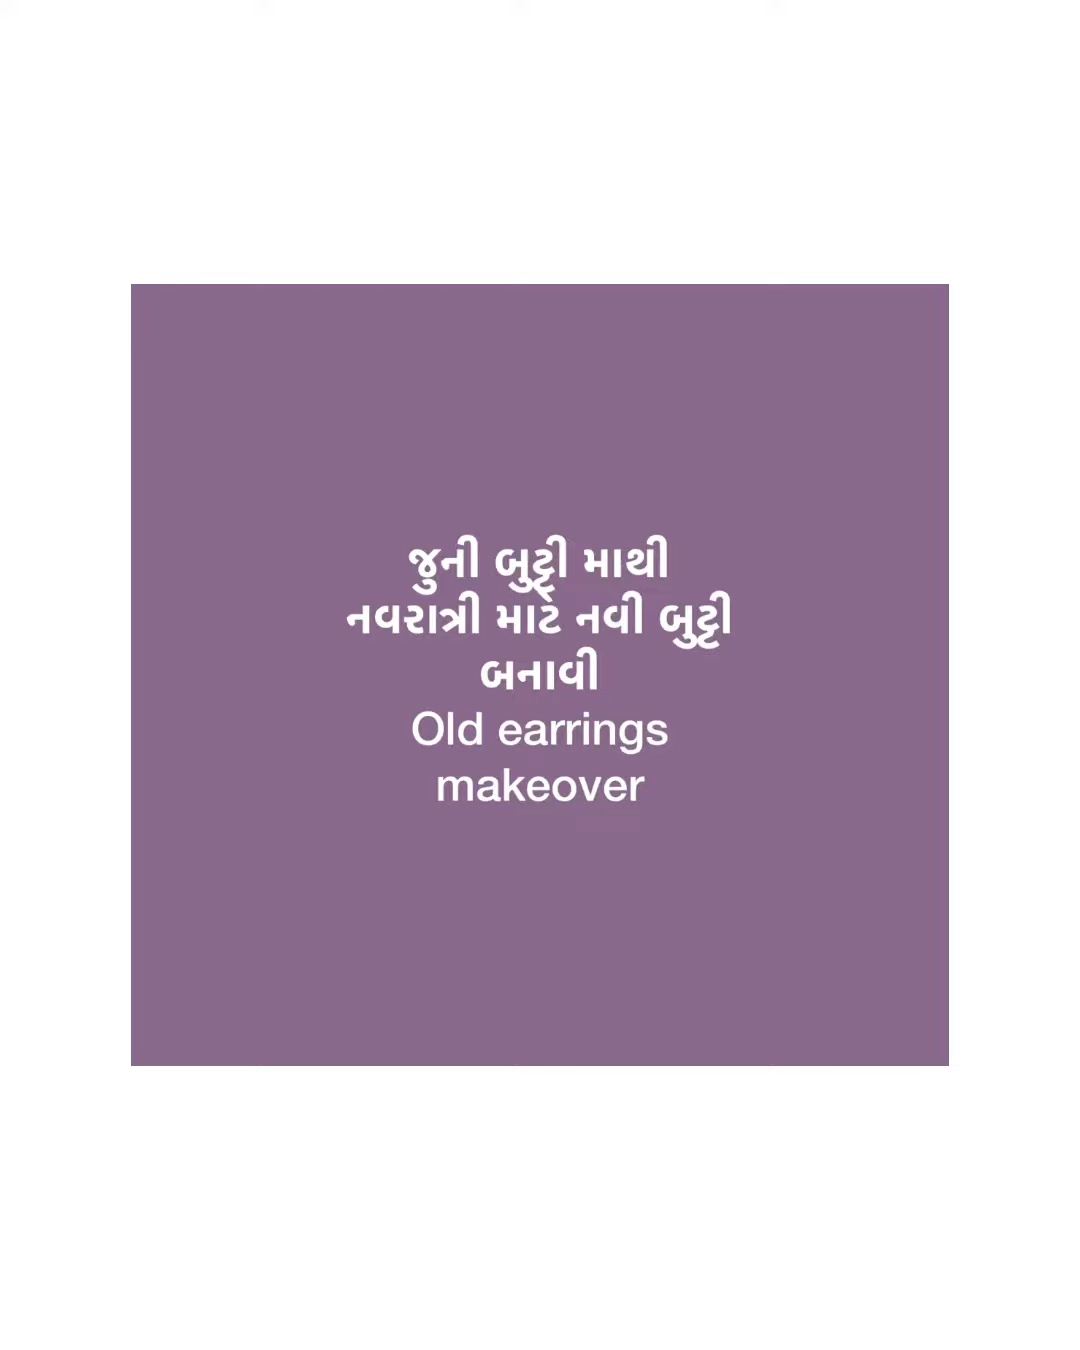 જુની બુટ્ટી માથી
નવરાત્રી માટે નવી બુટ્ટી
બનાવી
Old earrings
makeover